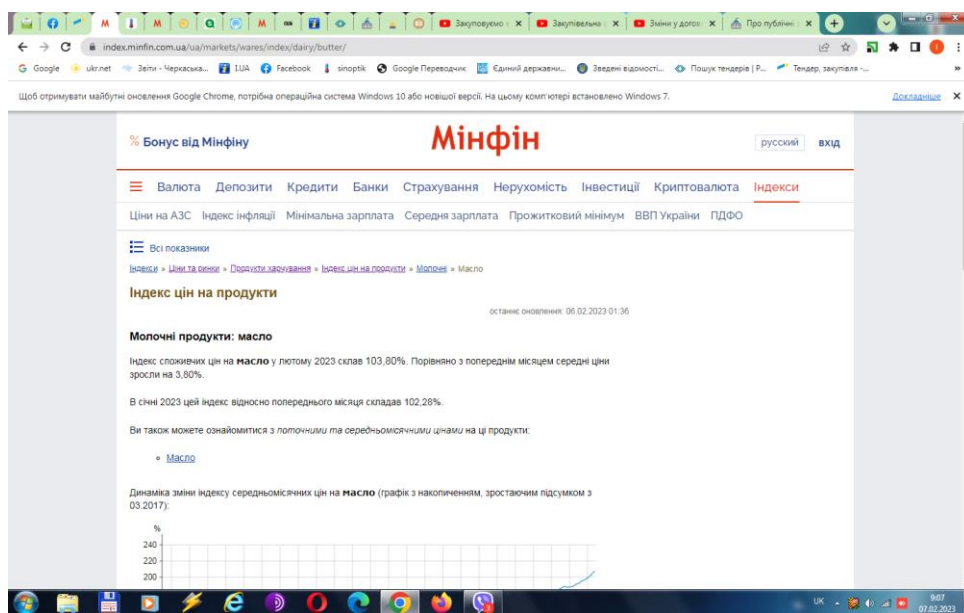 Закуповуємо
Закупівельна
Зміни у догов
Про публічні
index.minfin.com.ua/ua/markets/wares/index/dairy/butter/
Google ukr.net Звіти - Черкаська... I.UA Facebook sinoptik Google Переводчик Єдиний державни... Зведені відомості... Пошук тендерів | Р... Тендер, закупівля -... »
Щоб отримувати майбутні оновлення Google Chrome, потрібна операційна система Windows 10 або новішої версії. На цьому комп'ютері встановлено Windows 7. Докладніше
% Бонус від Мінфіну Мінфін русский вхід
Валюта Депозити Кредити Банки Страхування Нерухомість Інвестиції Криптовалюта Індекси
Ціни на АЗС Індекс інфляції Мінімальна зарплата Середня зарплата Прожитковий мінімум ВВП України ПДФО
Всі показники
Індекси » Ціни та ринки » Продукти харчування » Індекс цін на продукти » Молочні » Масло
Індекс цін на продукти
останнє оновлення: 06.02.2023 01:36
Молочні продукти: масло
Індекс споживчих цін на масло у лютому 2023 склав 103,80%. Порівняно з попереднім місяцем середні ціни
зросли на 3,80%.
В січні 2023 цей індекс відносно попереднього місяця складав 102,28%.
Ви також можете ознайомитися з поточними та середньомісячними цінами на ці продукти:
Масло
Динаміка зміни індексу середньомісячних цін на масло (графік з накопиченням, зростаючим підсумком з
03.2017):
%
240
220
200
UK
9:07
07.02.2023